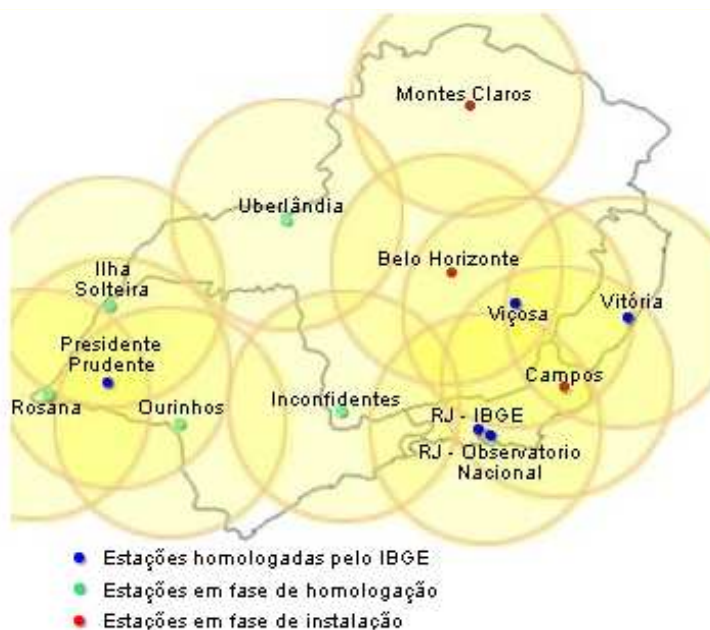 Montes Claros
Uberlândia
Belo Horizonte
Ilha
Solteira
Viçosa
Vitória
Presidente
Prudente
Campos
Rosana
Ourinhos
Inconfidentes
RJ - IBGE
RJ - Observatorio
Nacional
Estações homologadas pelo IBGE
Estações em fase de homologação
Estações em fase de instalação